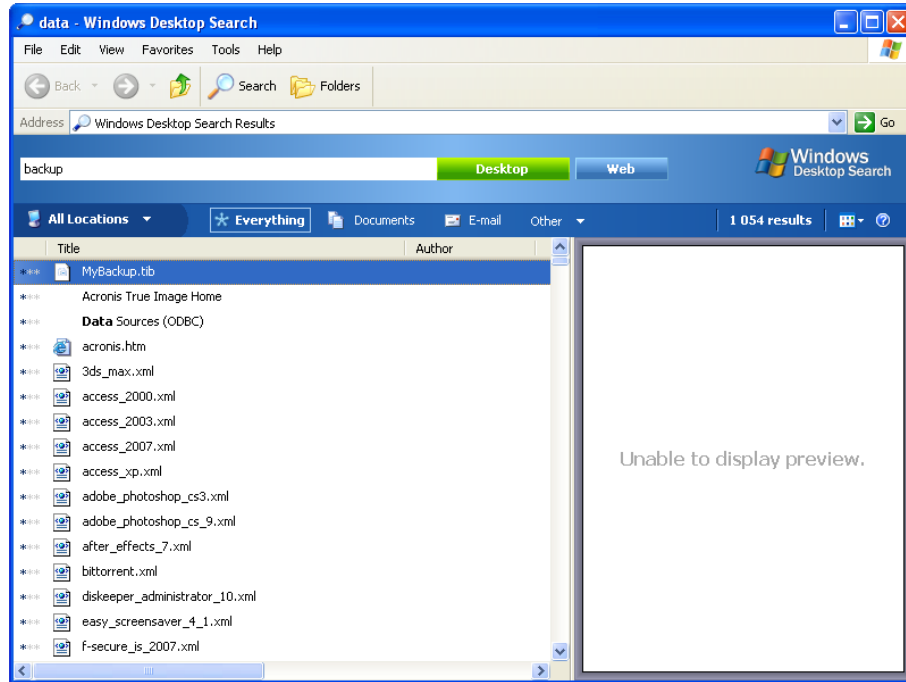 data - Windows Desktop Search
File Edit View Favorites Tools Help
Back Search Folders
Address Windows Desktop Search Results Go
backup Desktop Web Windows
Desktop Search
All Locations Everything Documents E-mail Other 1 054 results
Title Author
MyBackup.tib
Acronis True Image Home
Data Sources (ODBC)
acronis.htm
3ds_max.xml
access_2000.xml
access_2003.xml
access_2007.xml
access_xp.xml
adobe_photoshop_cs3.xml
adobe_photoshop_cs_9.xml
after_effects_7.xml
bittorrent.xml
diskeeper_administrator_10.xml
easy_screensaver_4_1.xml
f-secure_is_2007.xml
Unable to display preview.